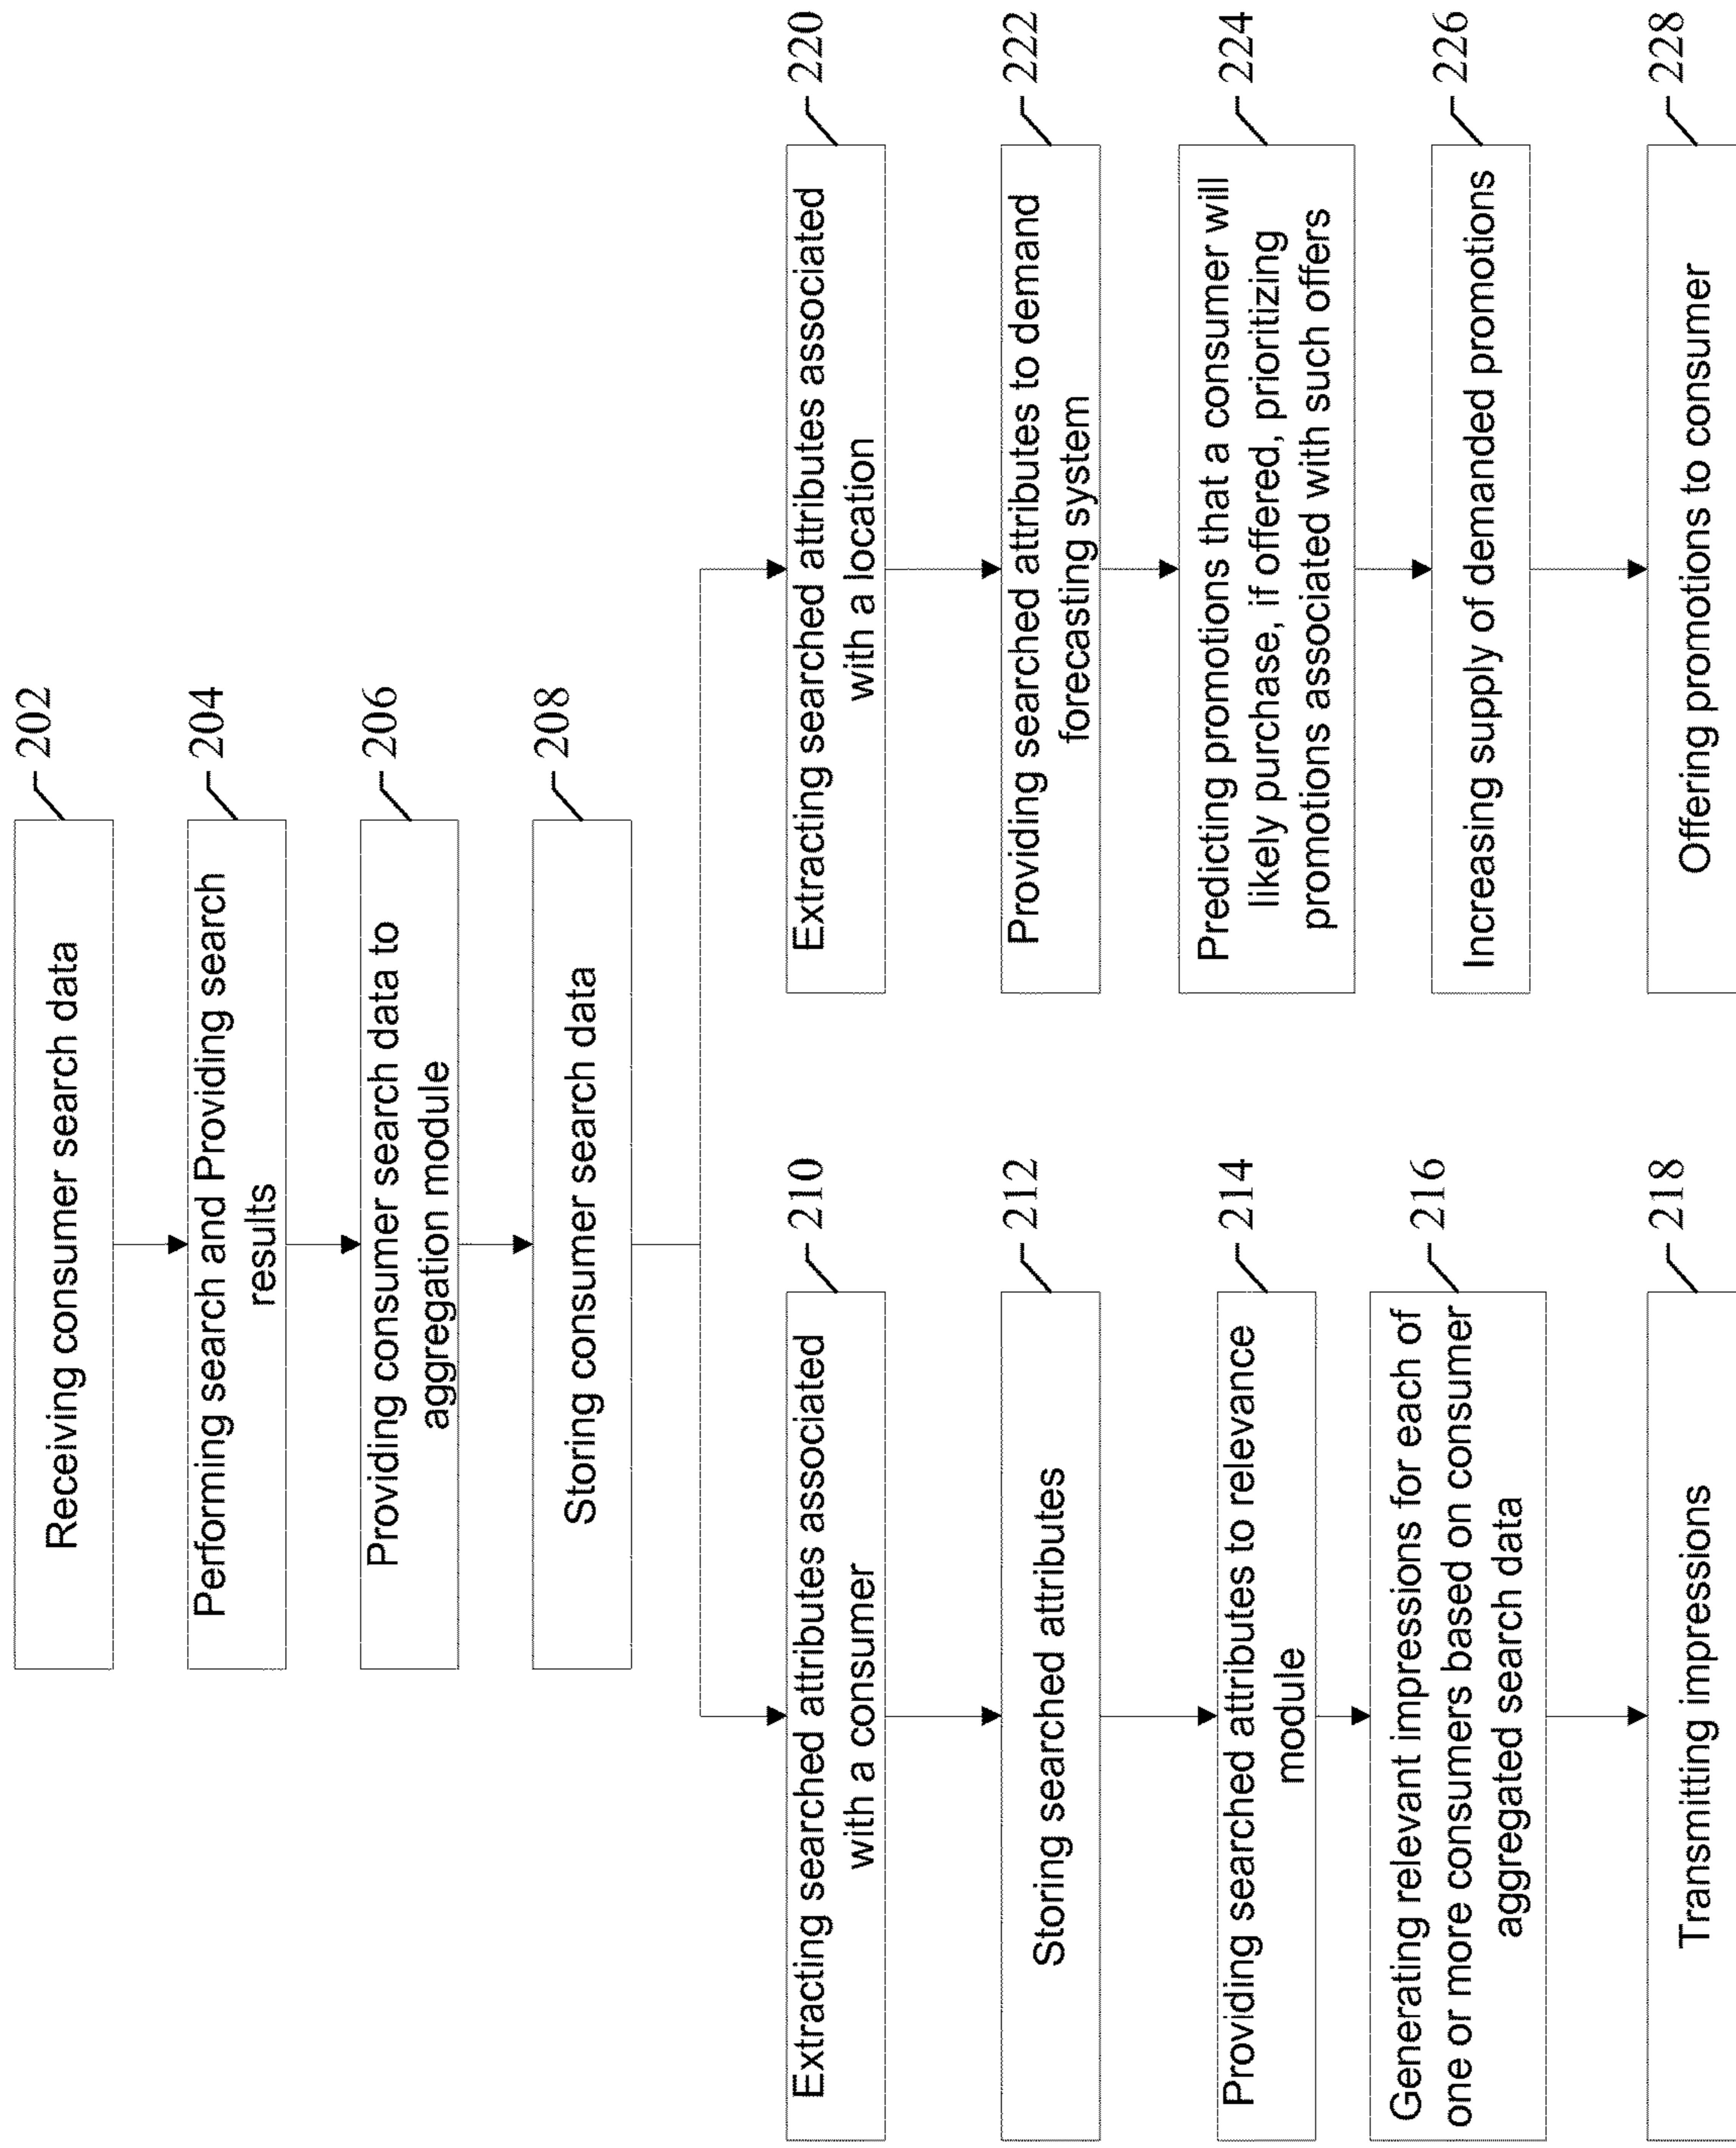 Receiving consumer search data
202
Performing search and Providing search
results
204
Providing consumer search data to
aggregation module
206
Storing consumer search data
208
Extracting searched attributes associated
with a consumer
210
Storing searched attributes
212
Providing searched attributes to relevance
module
214
Generating relevant impressions for each of
one or more consumers based on consumer
aggregated search data
216
Transmitting impressions
218
Extracting searched attributes associated
with a location
220
Providing searched attributes to demand
forecasting system
222
Predicting promotions that a consumer will
likely purchase, if offered, prioritizing
promotions associated with such offers
224
Increasing supply of demanded promotions
226
Offering promotions to consumer
228